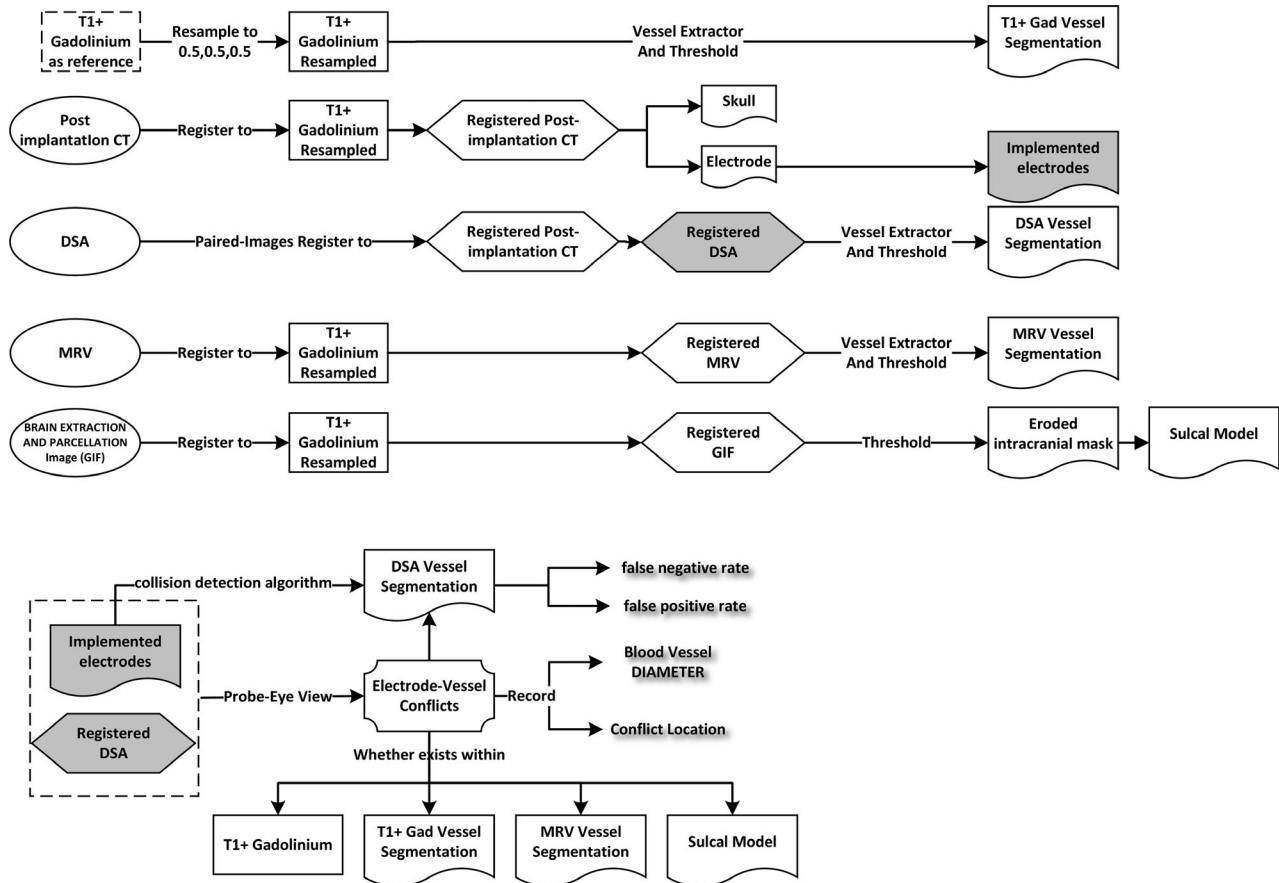 T1+
Gadolinium
as reference
Resample to
0.5,0.5,0.5
T1+
Gadolinium
Resampled
Vessel Extractor
And Threshold
T1+ Gad Vessel
Segmentation
Post
implantatIon CT
Register to
T1+
Gadolinium
Resampled
Registered Post-
implantation CT
Skull
Electrode
Implemented
electrodes
DSA
Paired-Images Register to
Registered Post-
implantation CT
Registered
DSA
Vessel Extractor
And Threshold
DSA Vessel
Segmentation
MRV
Register to
T1+
Gadolinium
Resampled
Registered
MRV
Vessel Extractor
And Threshold
MRV Vessel
Segmentation
BRAIN EXTRACTION
AND PARCELLATION
Image (GIF)
Register to
T1+
Gadolinium
Resampled
Registered
GIF
Threshold
Eroded
intracranial mask
Sulcal Model
collision detection algorithm
DSA Vessel
Segmentation
false negative rate
false positive rate
Implemented
electrodes
Registered
DSA
Probe-Eye View
Electrode-Vessel
Conflicts
Record
Blood Vessel
DIAMETER
Conflict Location
Whether exists within
T1+ Gadolinium
T1+ Gad Vessel
Segmentation
MRV Vessel
Segmentation
Sulcal Model